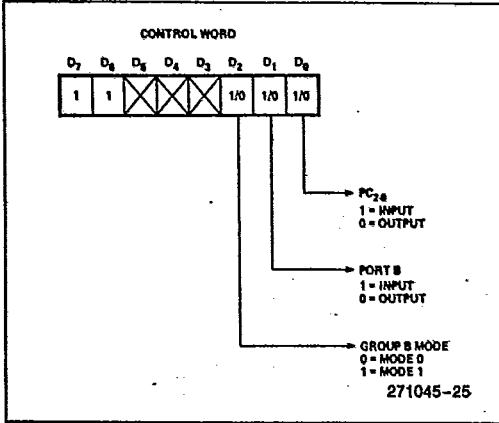 CONTROL WORD
D7 D6 D5 D4 D3 D2 D1 D0
1 1 1/0 1/0 1/0
PC2-0
1 = INPUT
0 = OUTPUT
PORT B
1 = INPUT
0 = OUTPUT
GROUP B MODE
0 = MODE 0
1 = MODE 1
271045-25